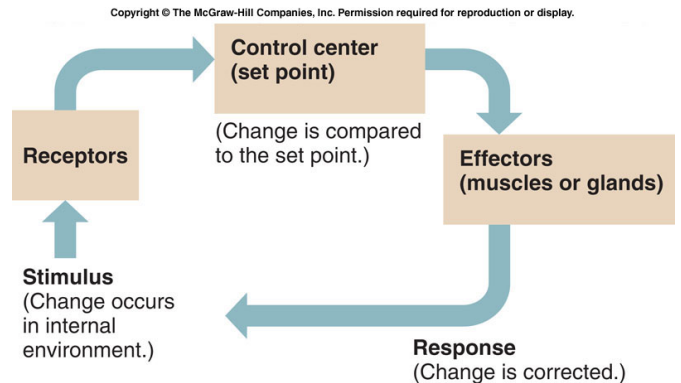 Copyright © The McGraw-Hill Companies, Inc. Permission required for reproduction or display.
Control center
(set point)
(Change is compared
to the set point.)
Receptors
Effectors
(muscles or glands)
Stimulus
(Change occurs
in internal
environment.)
Response
(Change is corrected.)